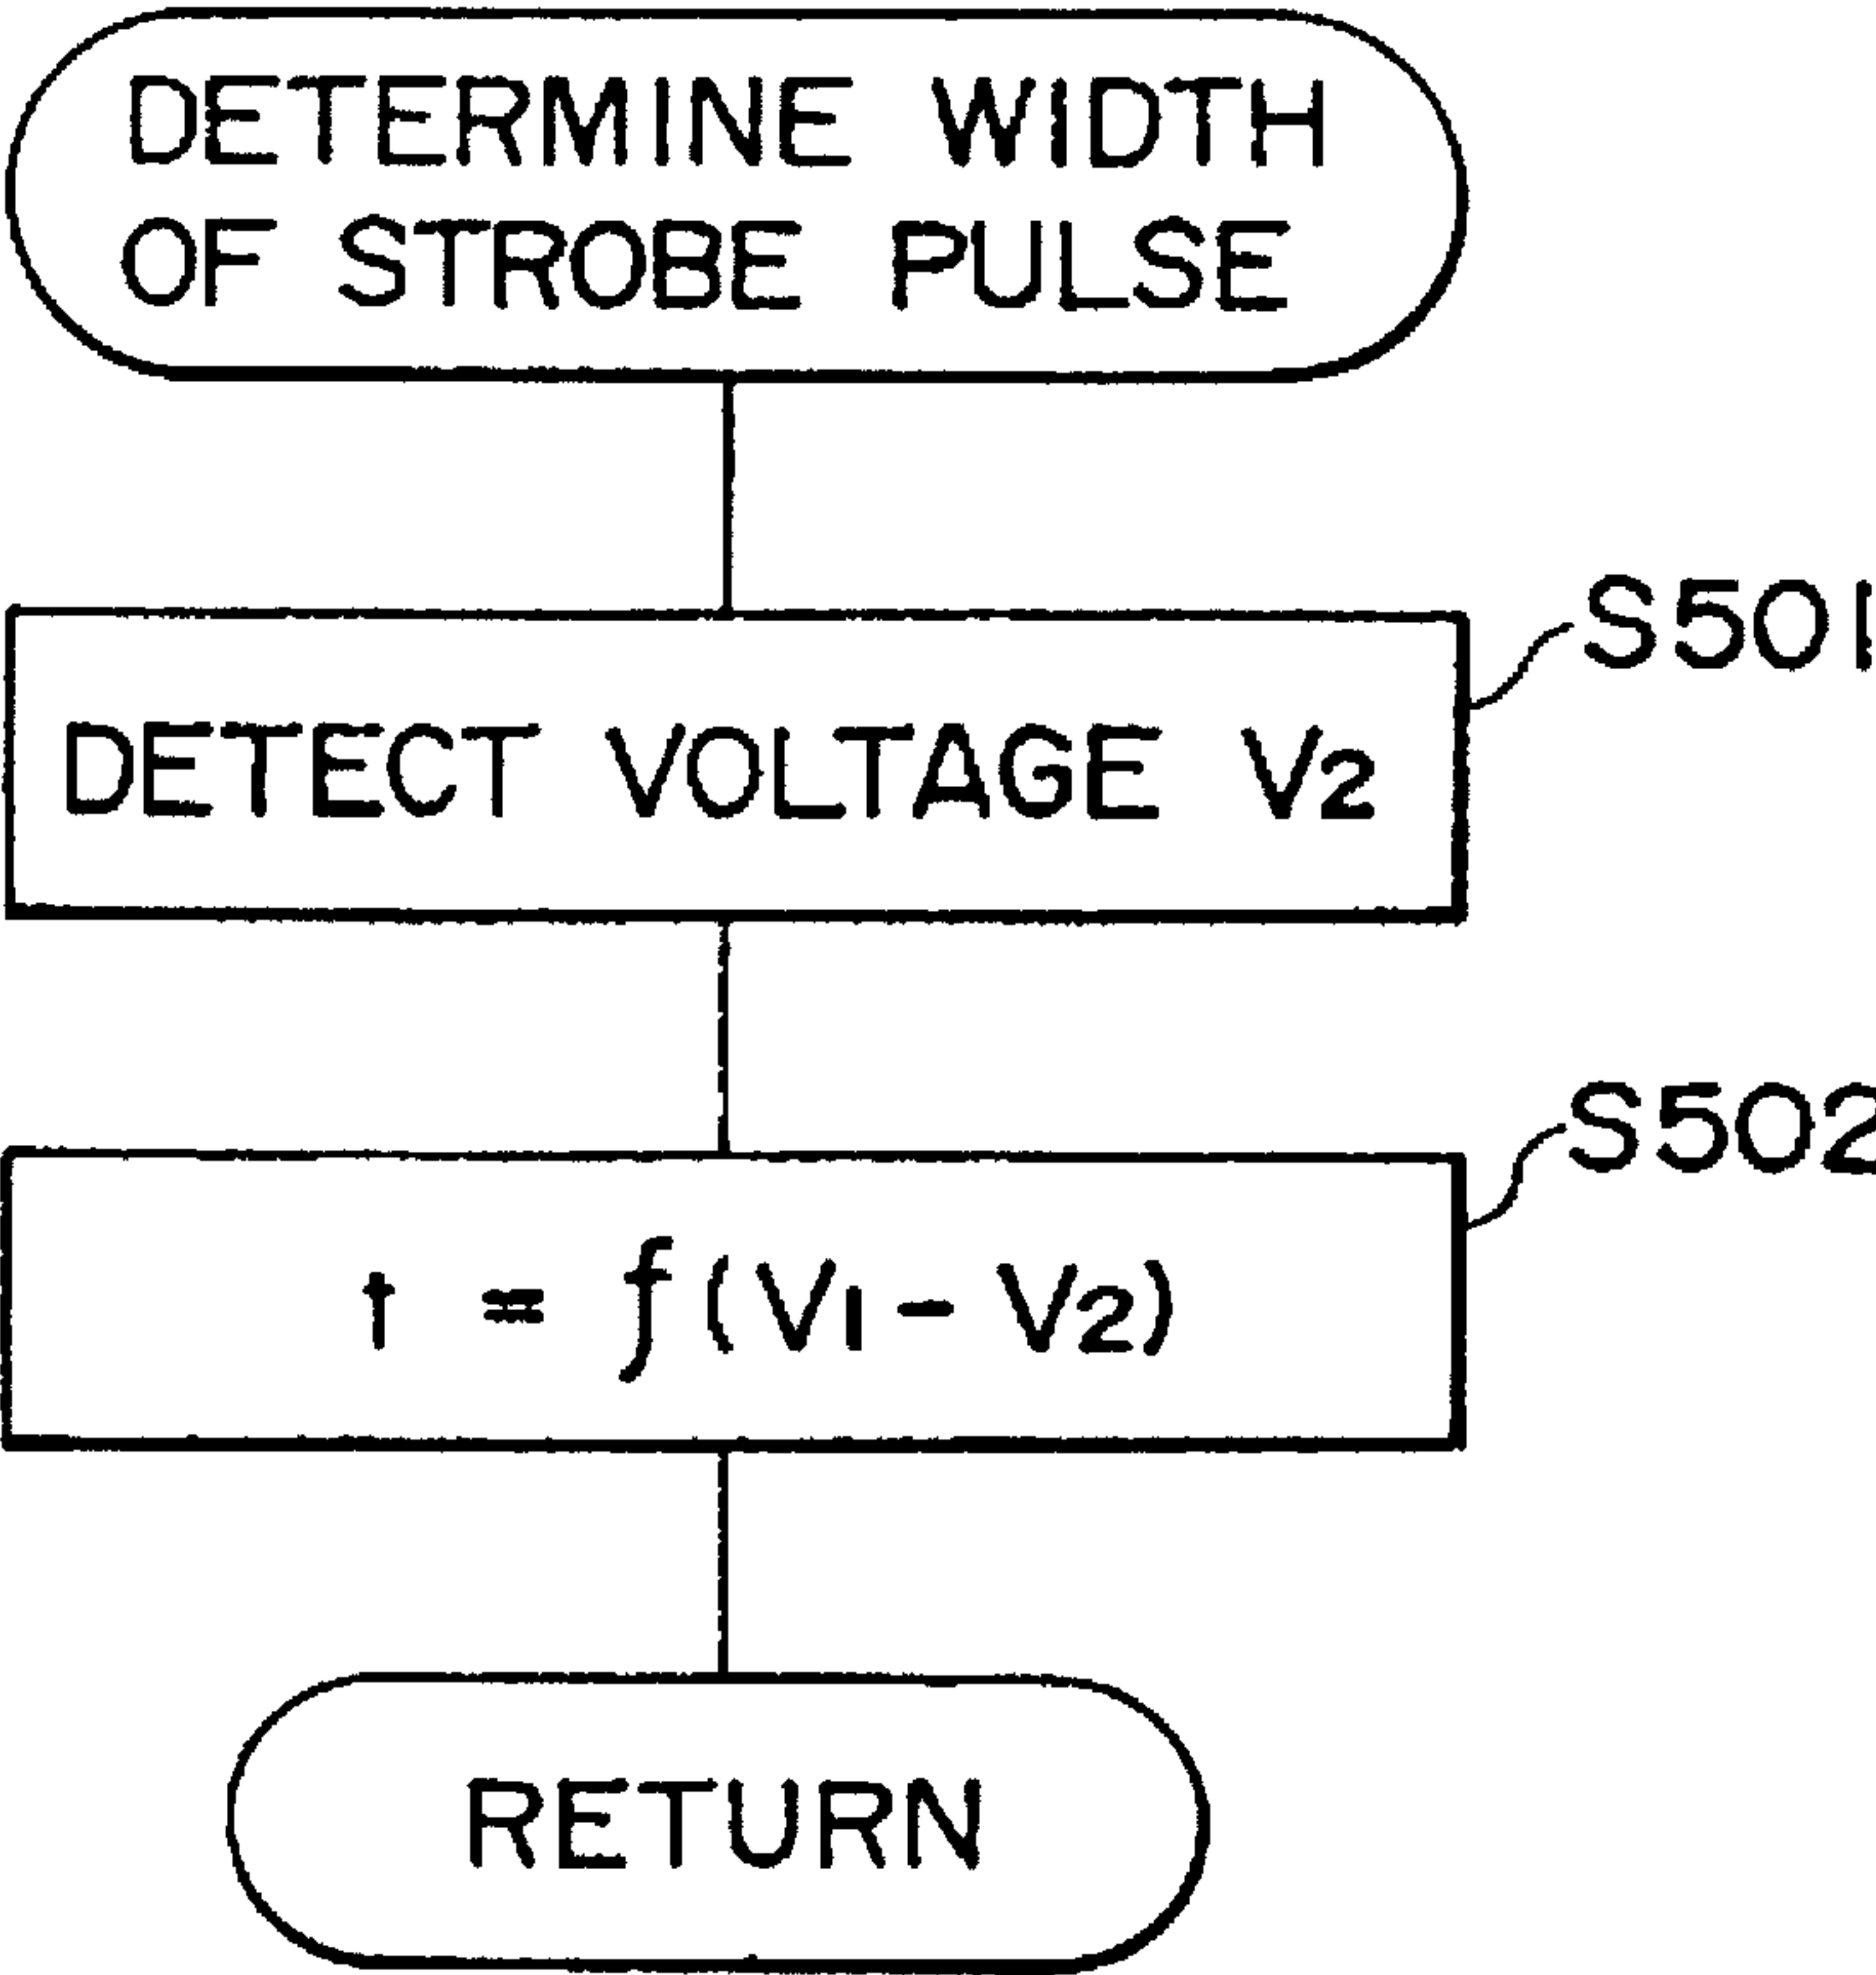 DETERMINE WIDTH
OF STROBE PULSE
S501
DETECT VOLTAGE V2
S502
t = f(V1 - V2)
RETURN